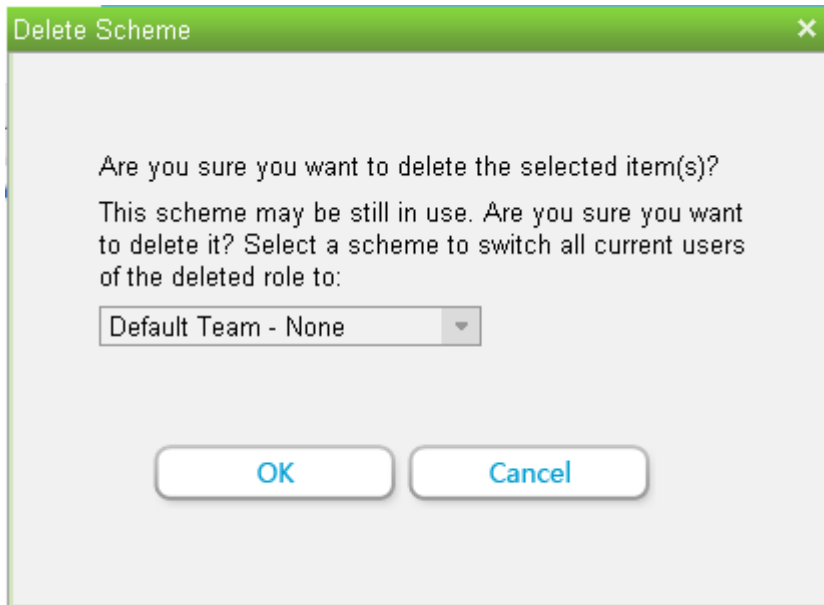 Delete Scheme
Are you sure you want to delete the selected item(s)?
This scheme may be still in use. Are you sure you want
to delete it? Select a scheme to switch all current users
of the deleted role to:
Default Team - None
OK
Cancel